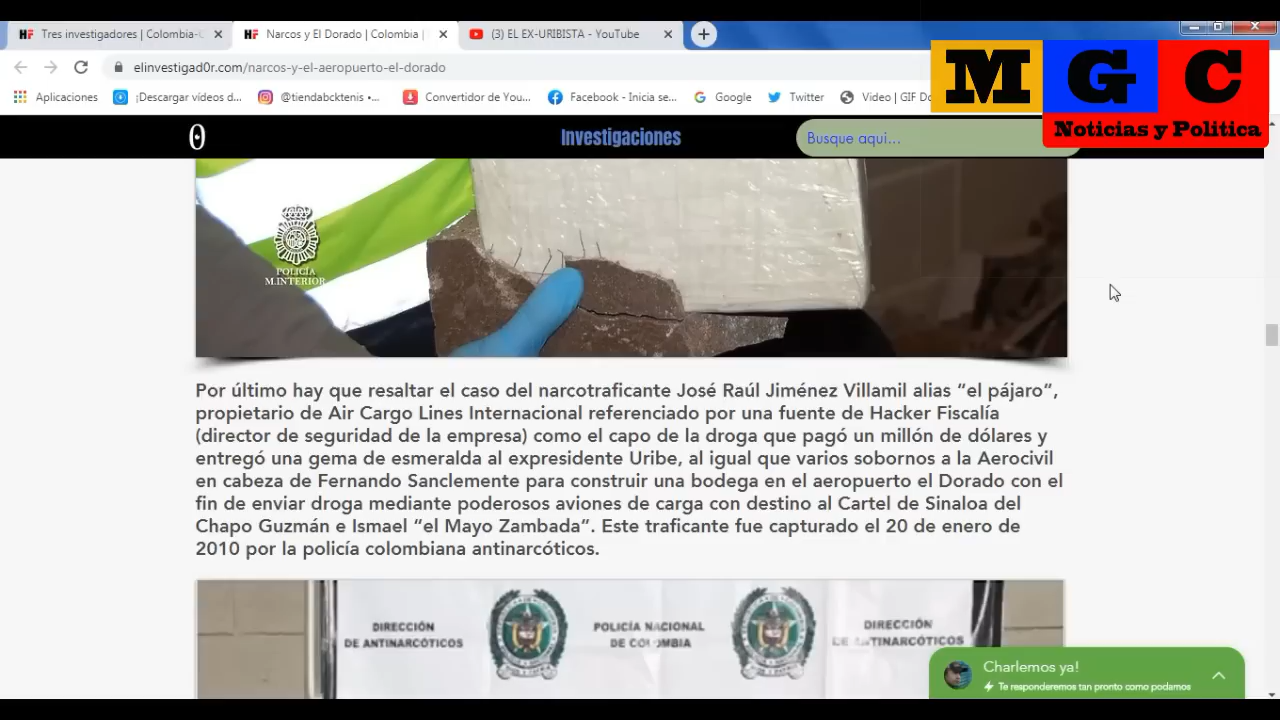 Tres investigadores | Colombia-
Narcos y El Dorado | Colombia |
K-URIBISTA - YouTube
elinvestigad0r.com/narcos-y-el-aeropuerto-el-dorado
Aplicaciones
¡Descargar vídeos d...
@tiendabcktenis •...
Convertidor de You...
Facebook - Inicia se...
Google
Twitter
Video | GIF
M G C
Noticias y Politica
Investigaciones
Busque aqui...
POLICÍA
M.INTERIOR
Por último hay que resaltar el caso del narcotraficante José Raúl Jiménez Villamil alias “el pájaro”,
propietario de Air Cargo Lines Internacional referenciado por una fuente de Hacker Fiscalía
(director de seguridad de la empresa) como el capo de la droga que pagó un millón de dólares y
entregó una gema de esmeralda al expresidente Uribe, al igual que varios sobornos a la Aerocivil
en cabeza de Fernando Sanclemente para construir una bodega en el aeropuerto el Dorado con el
fin de enviar droga mediante poderosos aviones de carga con destino al Cartel de Sinaloa del
Chapo Guzmán e Ismael “el Mayo Zambada”. Este traficante fue capturado el 20 de enero de
2010 por la policía colombiana antinarcóticos.
DIRECCIÓN
DE ANTINARCÓTICOS
POLICÍA NACIONAL
DE COLOMBIA
DIRECCIÓN
DE ANTINARCÓTICOS
Charlemos ya!
Te responderemos tan pronto como podamos